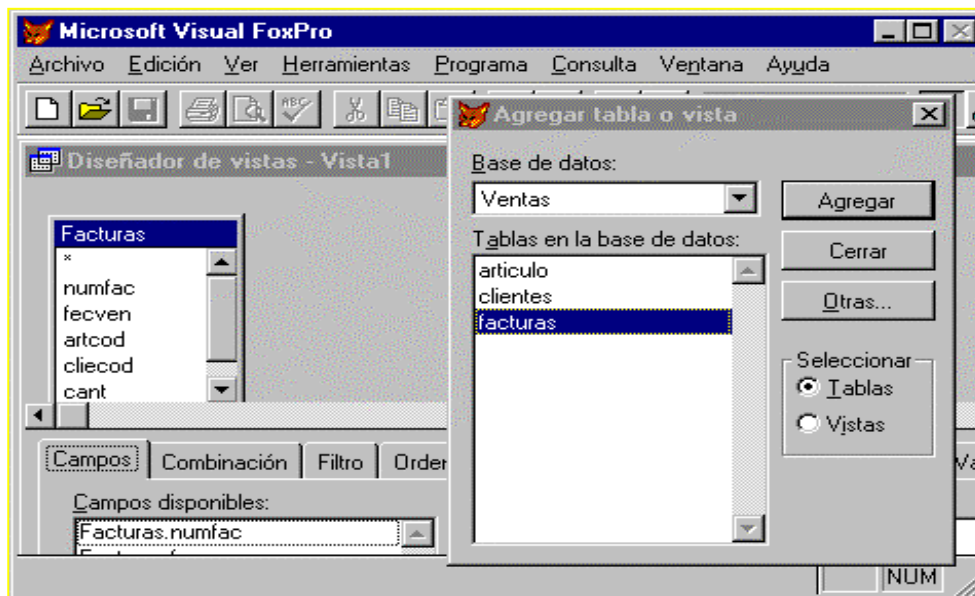 Microsoft Visual FoxPro
Archivo Edición Ver Herramientas Programa Consulta Ventana Ayuda
ABC
Diseñador de vistas - Vista1
Facturas
*
numfac
fecven
artcod
cliecod
cant
Campos Combinación Filtro
Campos disponibles:
Facturas.numfac
Agregar tabla o vista
Base de datos:
Ventas
Agregar
Tablas en la base de datos:
Cerrar
articulo
clientes
facturas
Otras...
Seleccionar
Tablas
Vistas
NUM